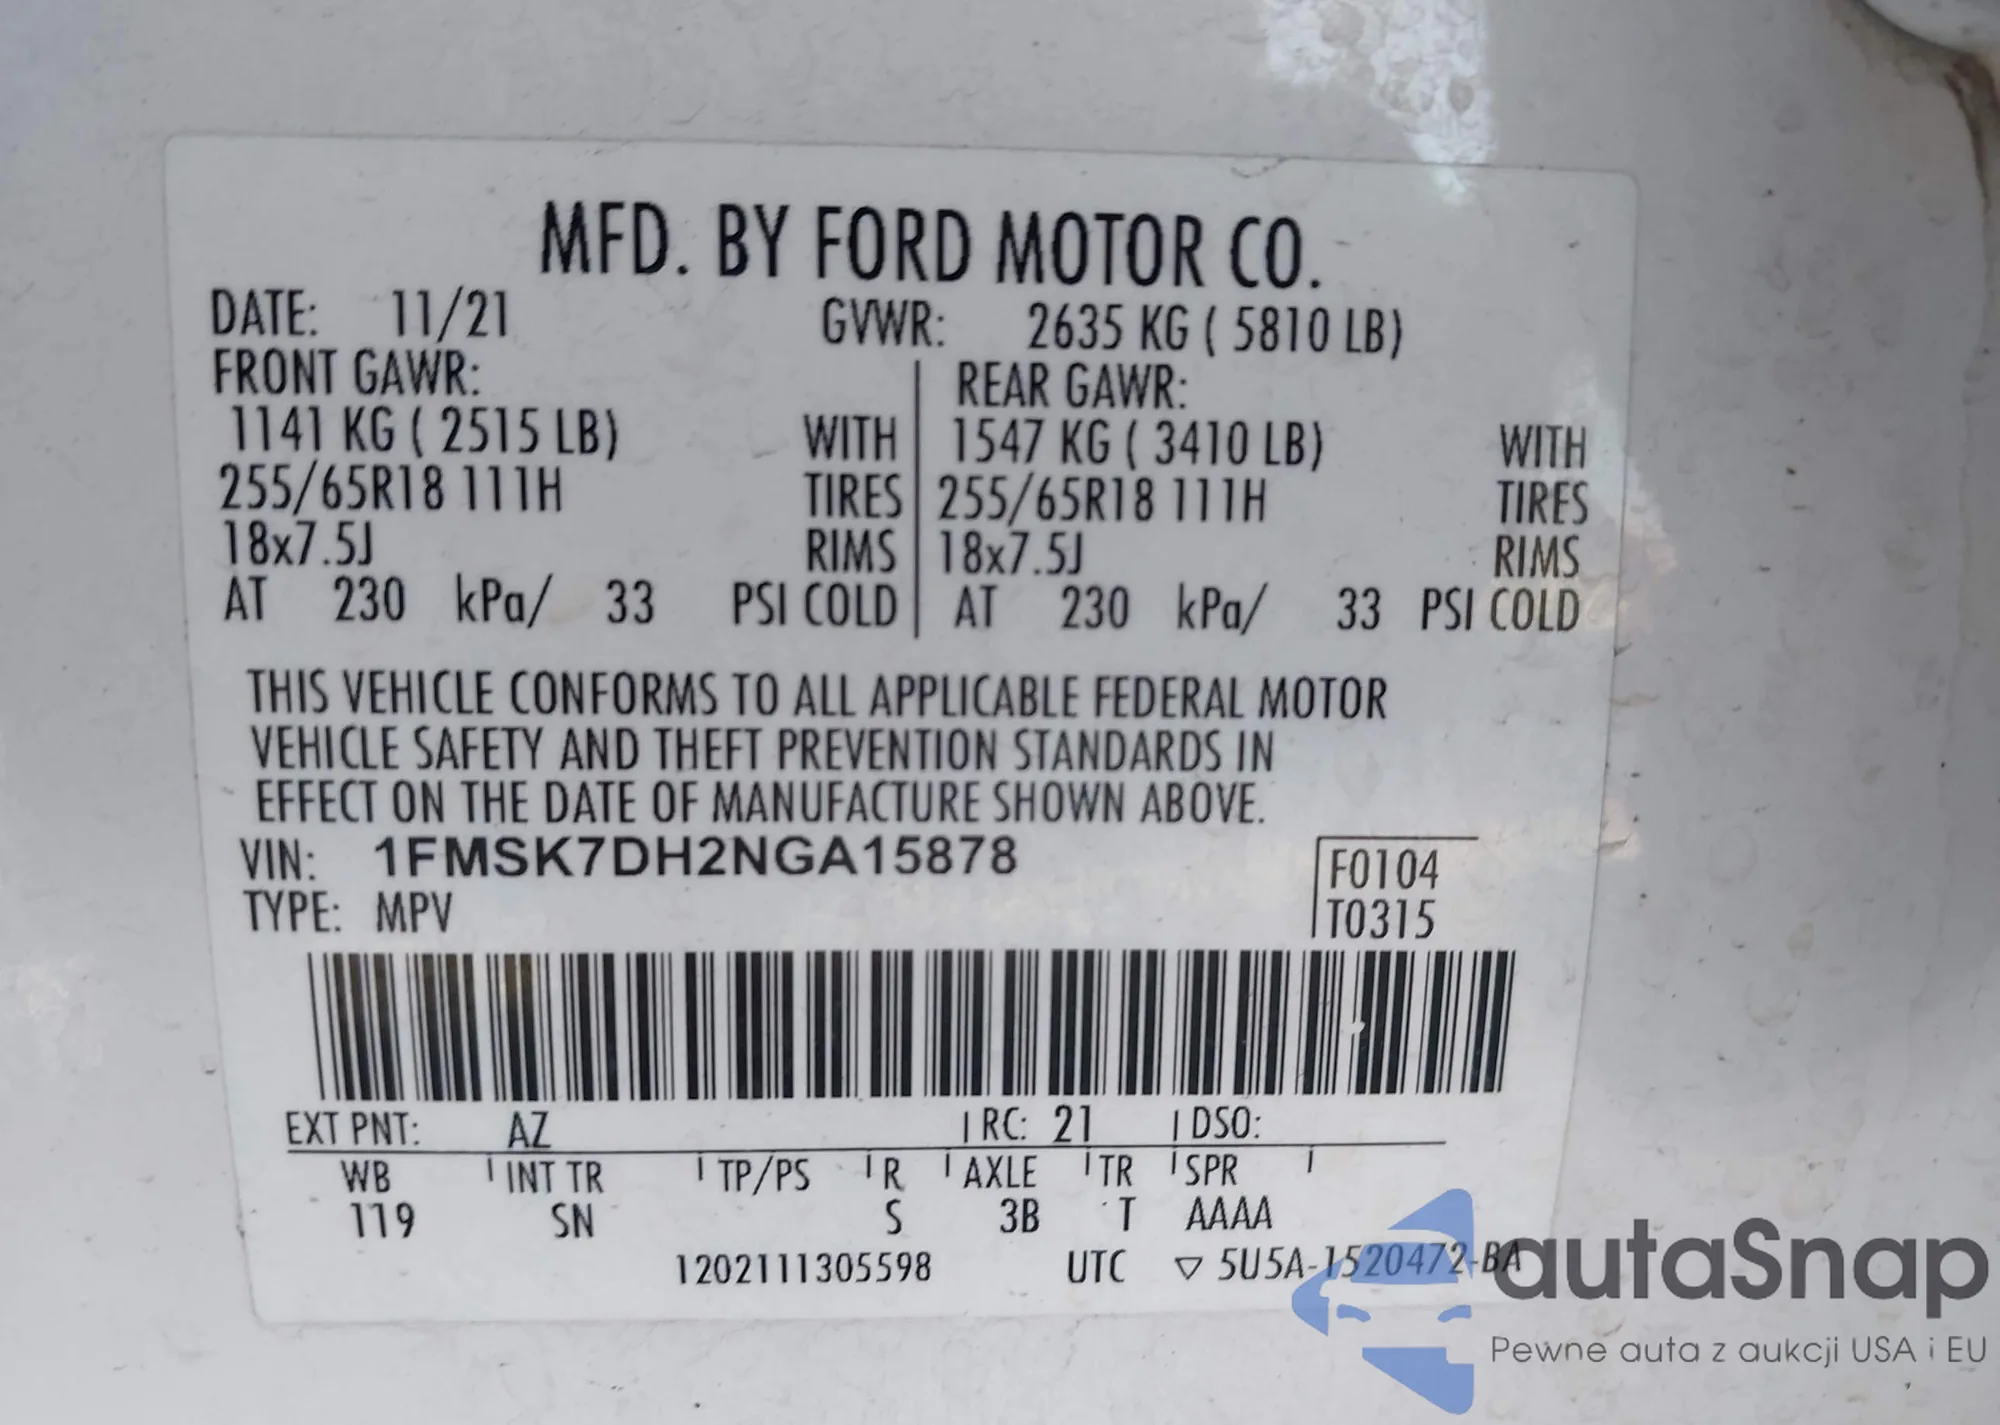 MFD. BY FORD MOTOR CO.
DATE: 11/21 GVWR: 2635 KG ( 5810 LB)
FRONT GAWR: REAR GAWR:
1141 KG ( 2515 LB) WITH 1547 KG ( 3410 LB) WITH
255/65R18 111H TIRES 255/65R18 111H TIRES
18x7.5J RIMS 18x7.5J RIMS
AT 230 kPa/ 33 PSI COLD AT 230 kPa/ 33 PSI COLD
THIS VEHICLE CONFORMS TO ALL APPLICABLE FEDERAL MOTOR
VEHICLE SAFETY AND THEFT PREVENTION STANDARDS IN
EFFECT ON THE DATE OF MANUFACTURE SHOWN ABOVE.
VIN: 1FMSK7DH2NGA15878 F0104
TYPE: MPV T0315
EXT PNT: AZ RC: 21 DSO:
WB INT TR TP/PS R AXLE TR SPR
119 SN S 3B T AAAA
1202111305598 UTC ▽ 5U5A-1520472-BA
autaSnap
Pewne auta z aukcji USA i EU